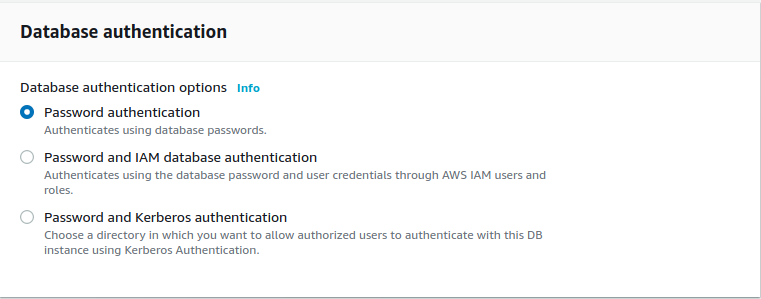 Database authentication
Database authentication options Info
Password authentication
Authenticates using database passwords.
Password and IAM database authentication
Authenticates using the database password and user credentials through AWS IAM users and
roles.
Password and Kerberos authentication
Choose a directory in which you want to allow authorized users to authenticate with this DB
instance using Kerberos Authentication.